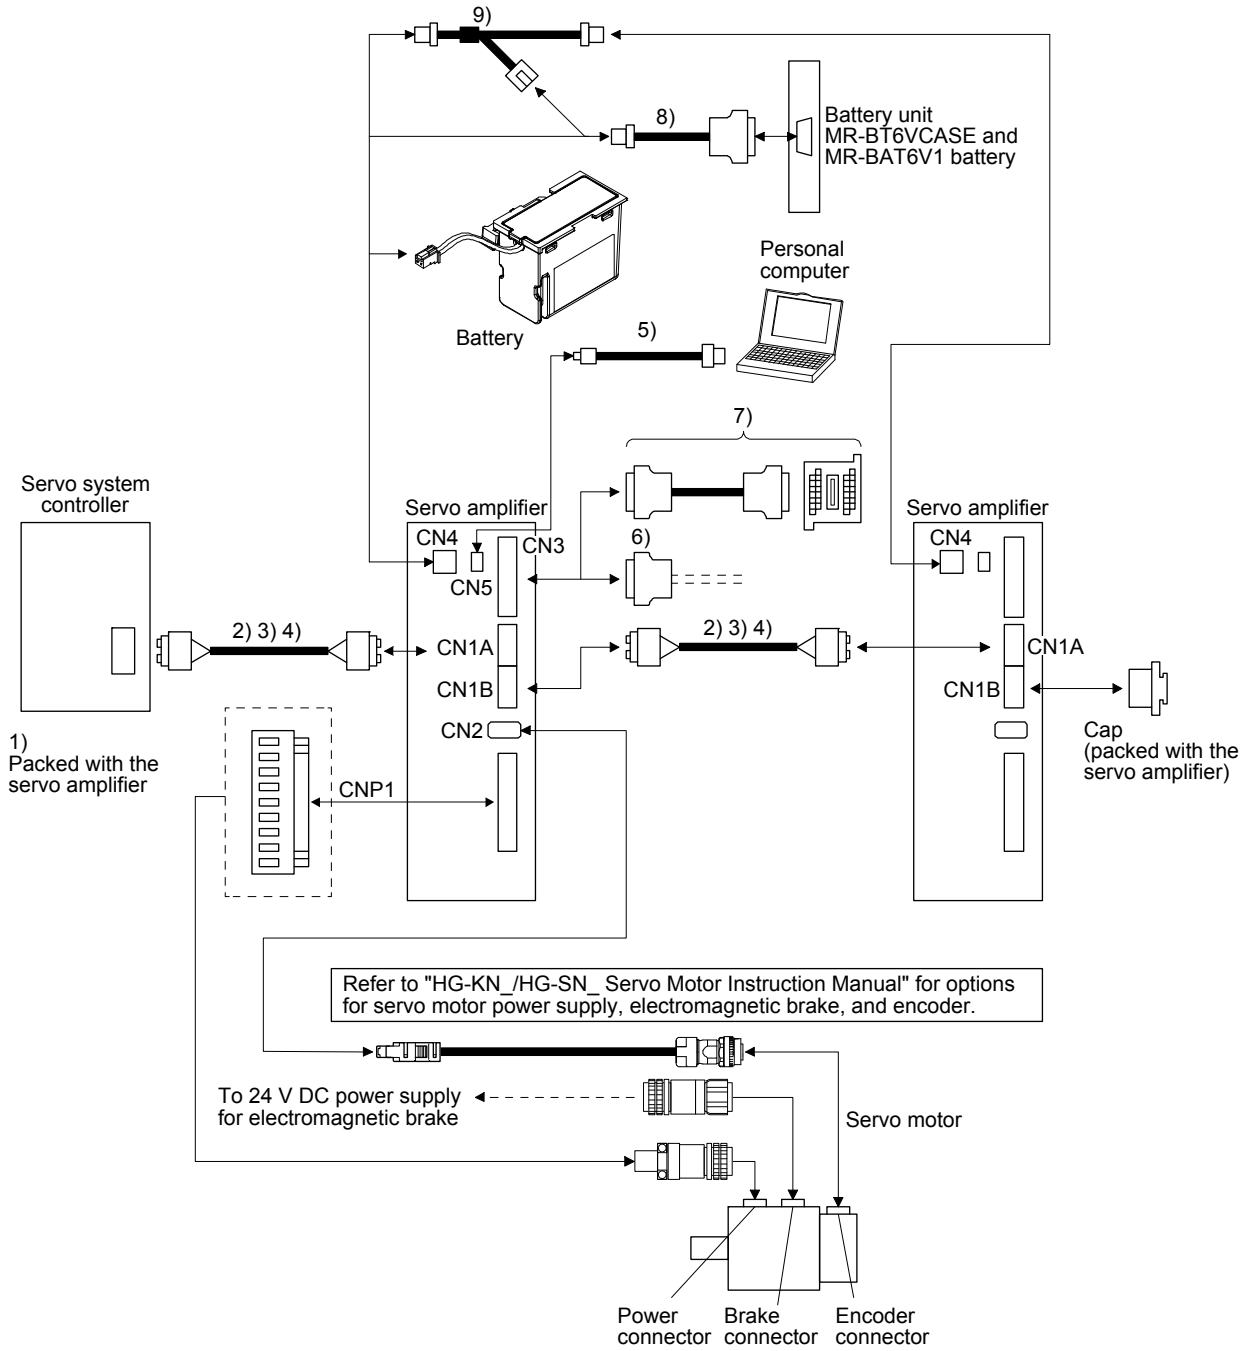 9)
8)
Battery unit
MR-BT6VCASE and
MR-BAT6V1 battery
Personal
computer
Battery
5)
7)
Servo system
controller
Servo amplifier
Servo amplifier
CN4
CN3
6)
CN4
CN5
2) 3) 4)
CN1A
2) 3) 4)
CN1A
CN1B
CN1B
CN2
1)
Packed with the
servo amplifier
Cap
(packed with the
servo amplifier)
CNP1
Refer to "HG-KN_/HG-SN_ Servo Motor Instruction Manual" for options
for servo motor power supply, electromagnetic brake, and encoder.
To 24 V DC power supply
for electromagnetic brake
Servo motor
Power
connector
Brake
connector
Encoder
connector